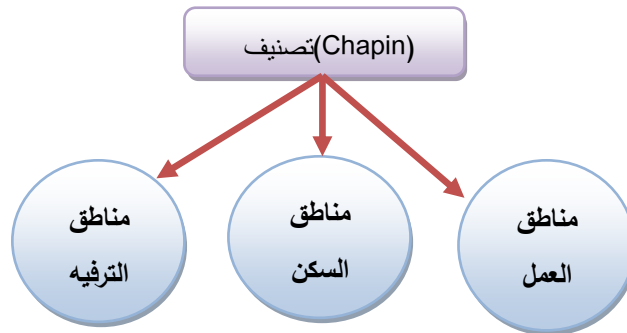 تصنيف(Chapin)
مناطق
العمل
مناطق
السكن
مناطق
الترفيه